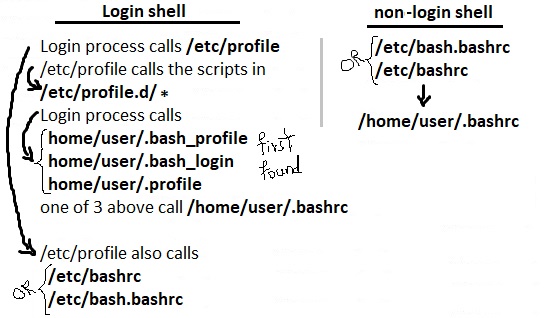 Login shell
Login process calls /etc/profile
/etc/profile calls the scripts in
/etc/profile.d/ *
Login process calls
home/user/.bash_profile
home/user/.bash_login
home/user/.profile
first
found
one of 3 above call /home/user/.bashrc
/etc/profile also calls
OR
/etc/bashrc
/etc/bash.bashrc
non-login shell
OR
/etc/bash.bashrc
/etc/bashrc
/home/user/.bashrc